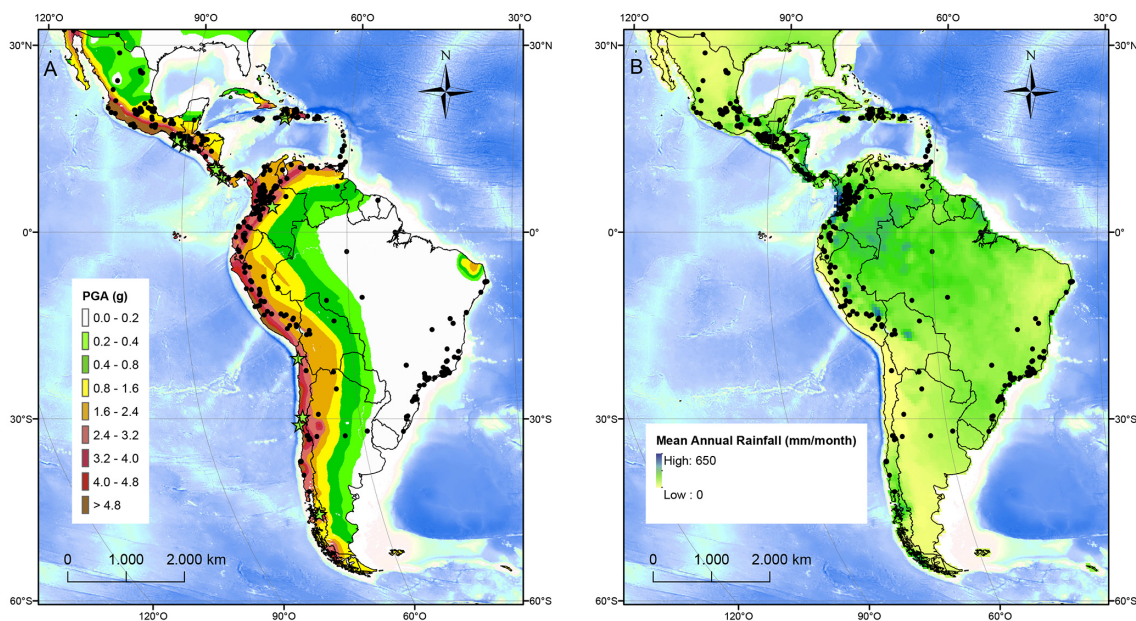 120°O 90°O 60°O 30°O
120°O 90°O 60°O 30°O
30°N 30°N
30°N 30°N
A
N
B
N
0° 0°
0° 0°
PGA (g)
0.0 - 0.2
0.2 - 0.4
0.4 - 0.8
0.8 - 1.6
1.6 - 2.4
2.4 - 3.2
3.2 - 4.0
4.0 - 4.8
> 4.8
30°S 30°S
30°S 30°S
Mean Annual Rainfall (mm/month)
High: 650
Low : 0
0 1.000 2.000 km
0 1.000 2.000 km
60°S 60°S
60°S 60°S
120°O 90°O 60°O
120°O 90°O 60°O